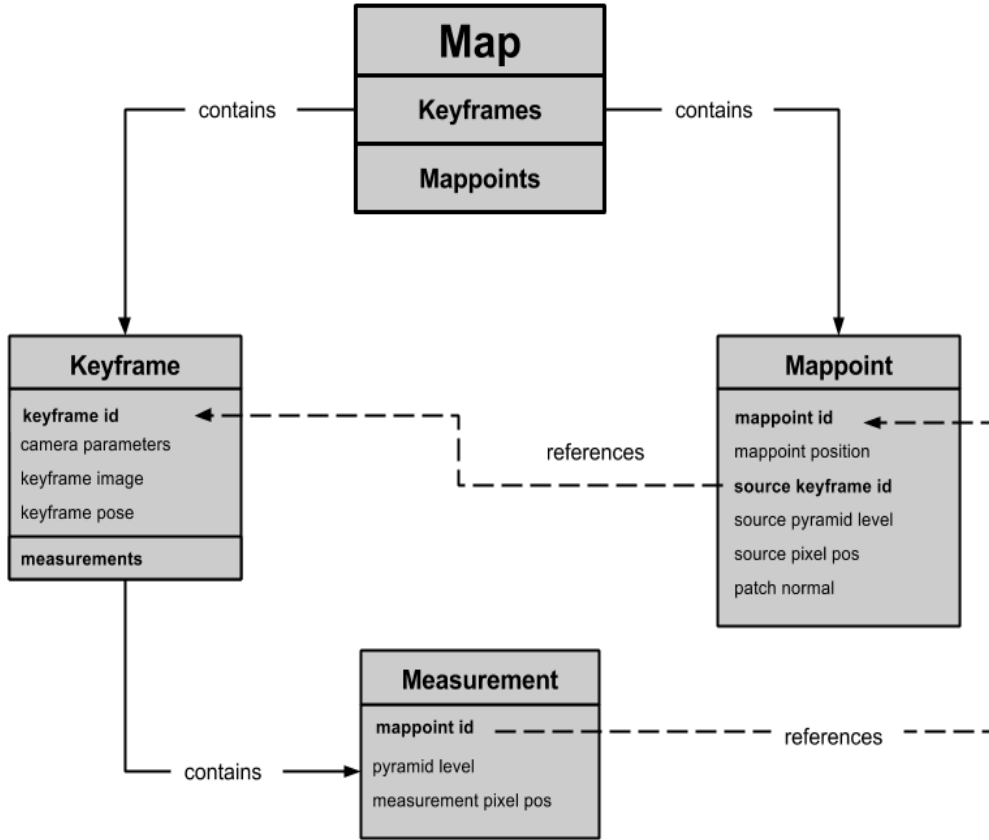 Map
Keyframes
Mappoints
contains
contains
Keyframe
keyframe id
camera parameters
keyframe image
keyframe pose
measurements
references
Mappoint
mappoint id
mappoint position
source keyframe id
source pyramid level
source pixel pos
patch normal
Measurement
mappoint id
pyramid level
measurement pixel pos
contains
references